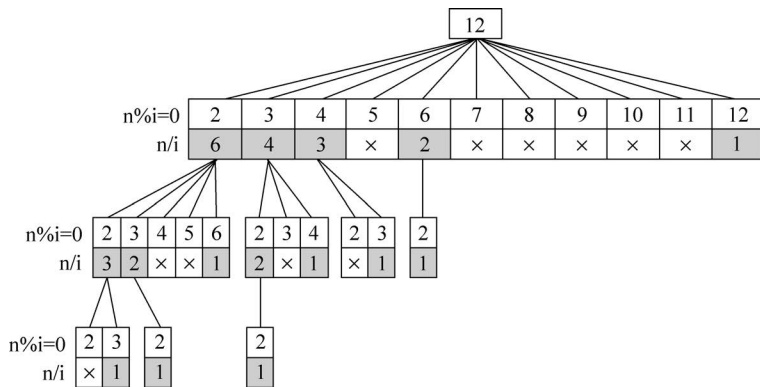 12
n%i=0 2 3 4 5 6 7 8 9 10 11 12
n/i 6 4 3 × 2 × × × × × 1
n%i=0 2 3 4 5 6 2 3 4 2 3 2
n/i 3 2 × × 1 2 × 1 × 1 1
n%i=0 2 3 2 2
n/i × 1 1 1